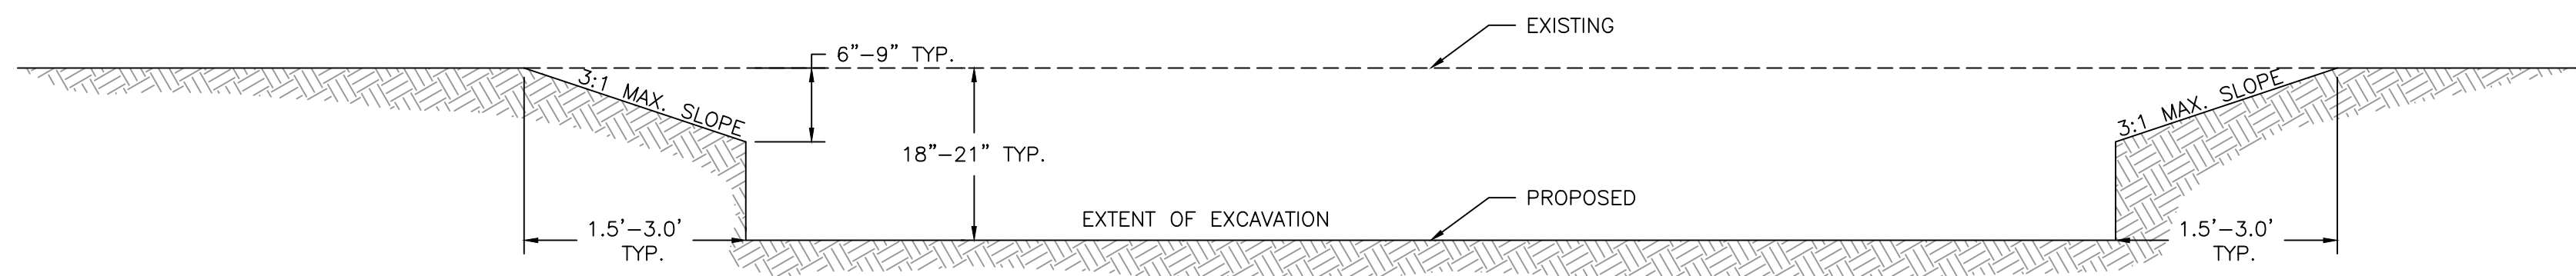 EXISTING
6”–9” TYP.
3:1 MAX. SLOPE
3:1 MAX. SLOPE
18”–21” TYP.
PROPOSED
EXTENT OF EXCAVATION
1.5’–3.0’
TYP.
1.5’–3.0’
TYP.